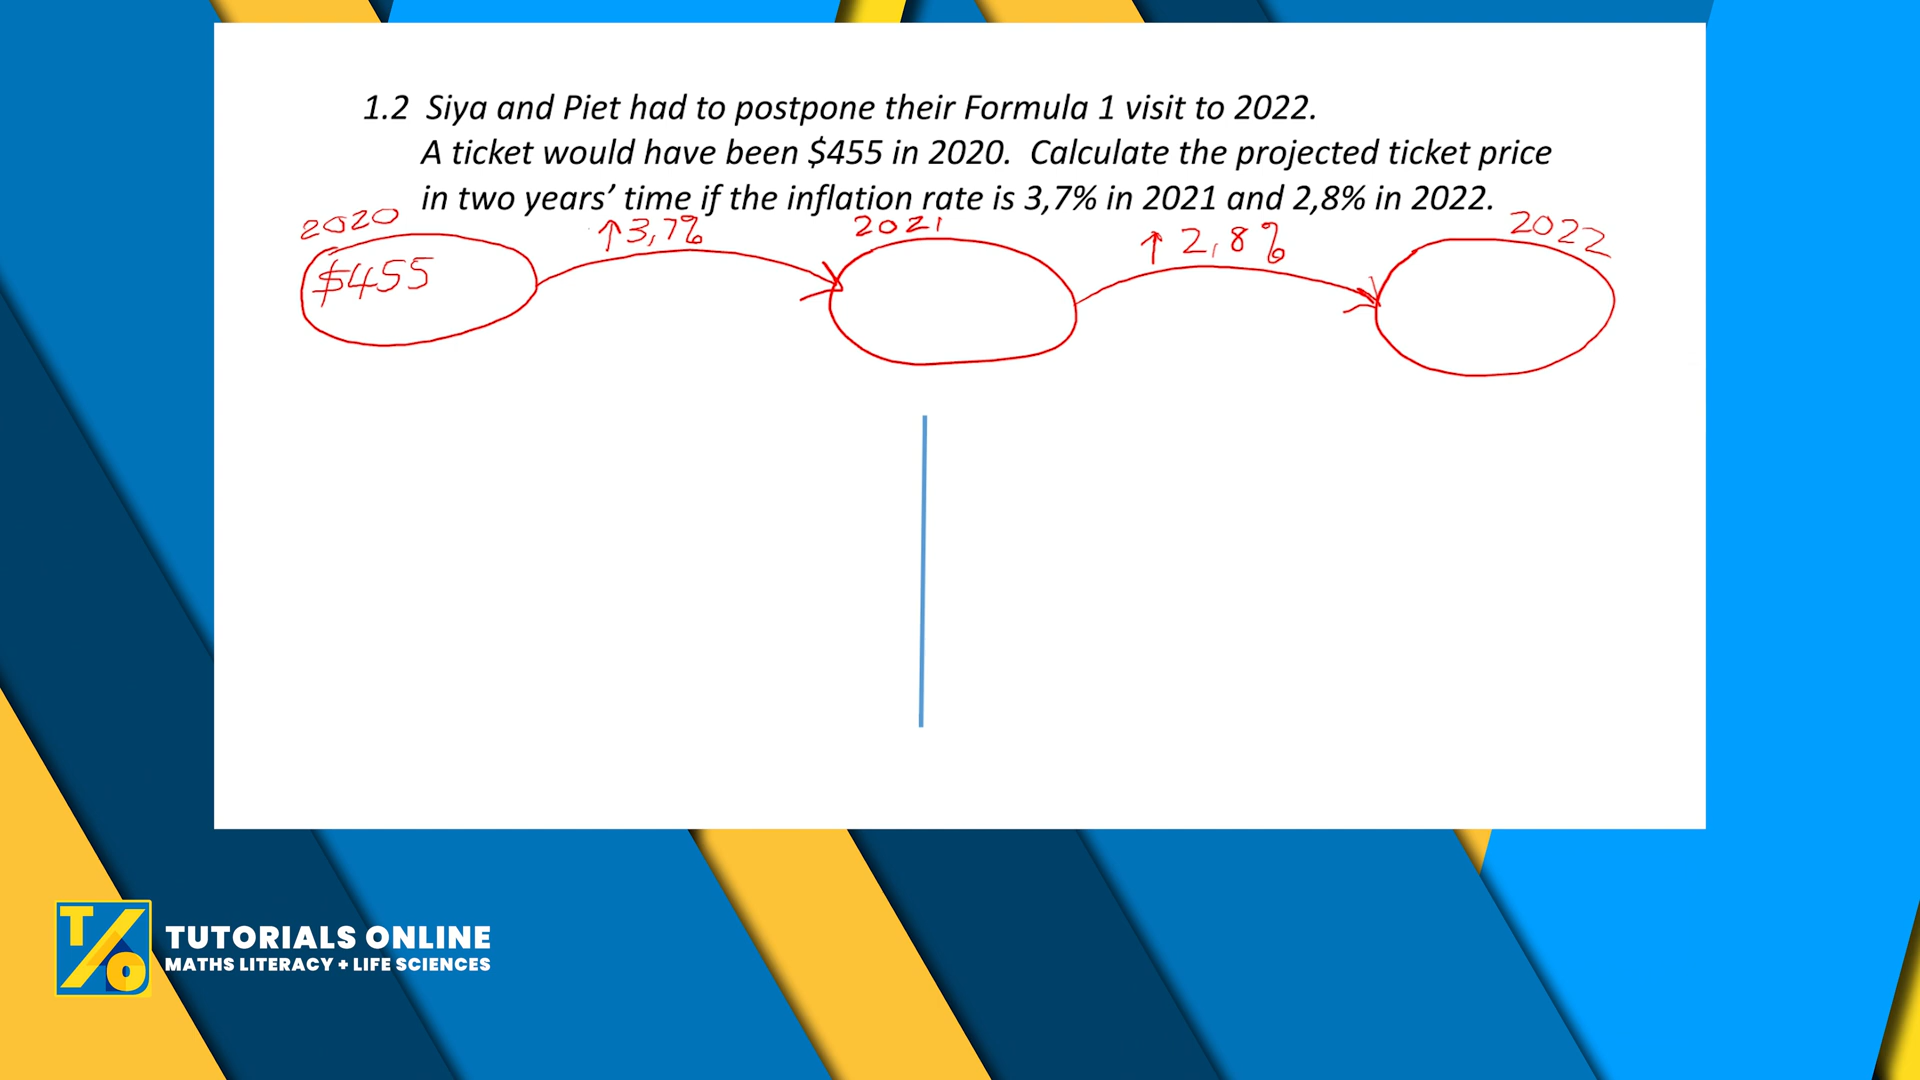 1.2 Siya and Piet had to postpone their Formula 1 visit to 2022.
A ticket would have been $455 in 2020. Calculate the projected ticket price
in two years’ time if the inflation rate is 3,7% in 2021 and 2,8% in 2022.
2020 ↑3,7% 2021 ↑2,8% 2022
$455
T/O
TUTORIALS ONLINE
MATHS LITERACY + LIFE SCIENCES